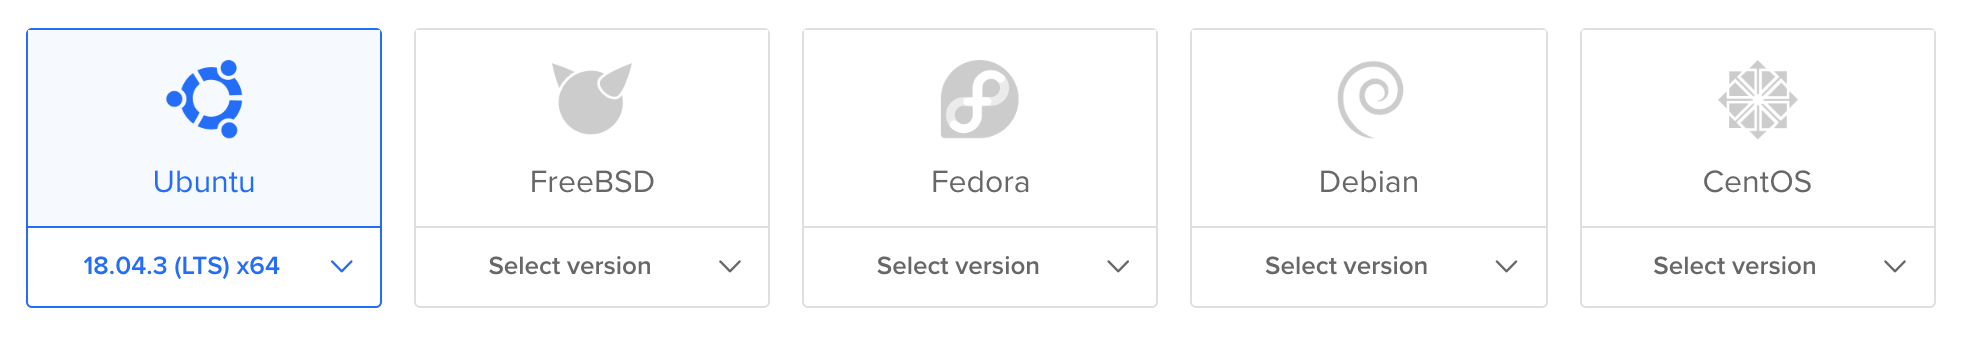 Ubuntu
18.04.3 (LTS) x64
FreeBSD
Select version
Fedora
Select version
Debian
Select version
CentOS
Select version